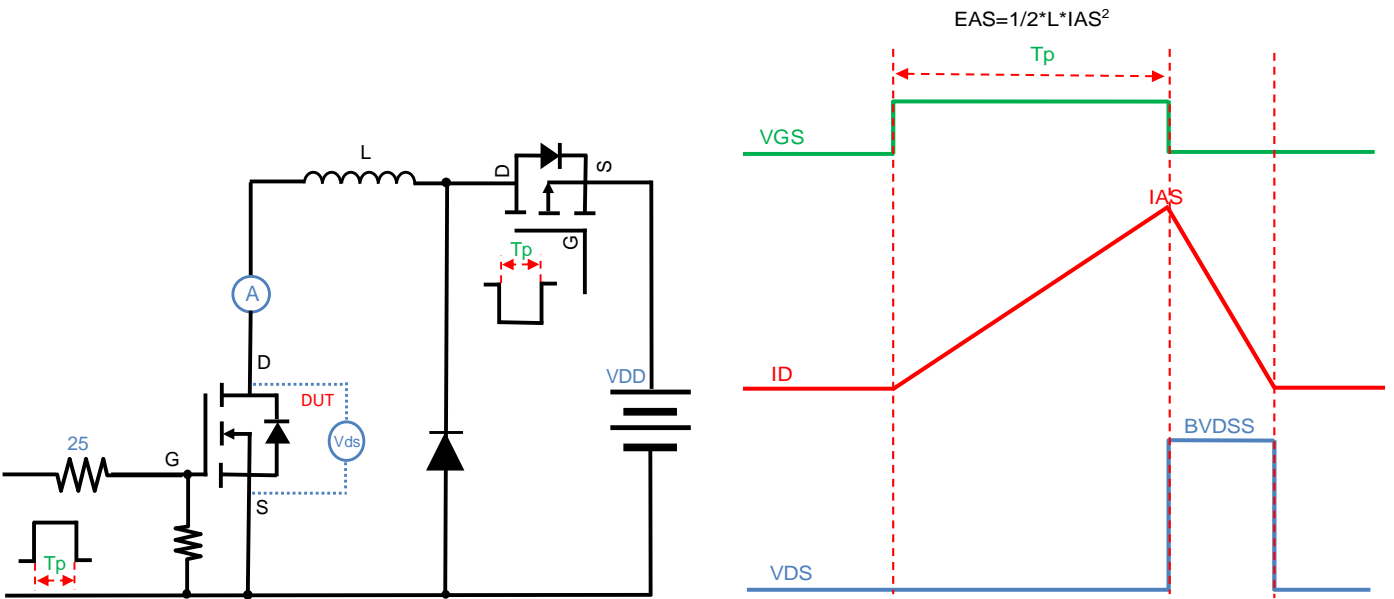 EAS=1/2*L*IAS²
Tp
VGS
IAS
ID
BVDSS
VDS
L
D
S
G
Tp
A
D
DUT
Vds
VDD
25
G
S
Tp